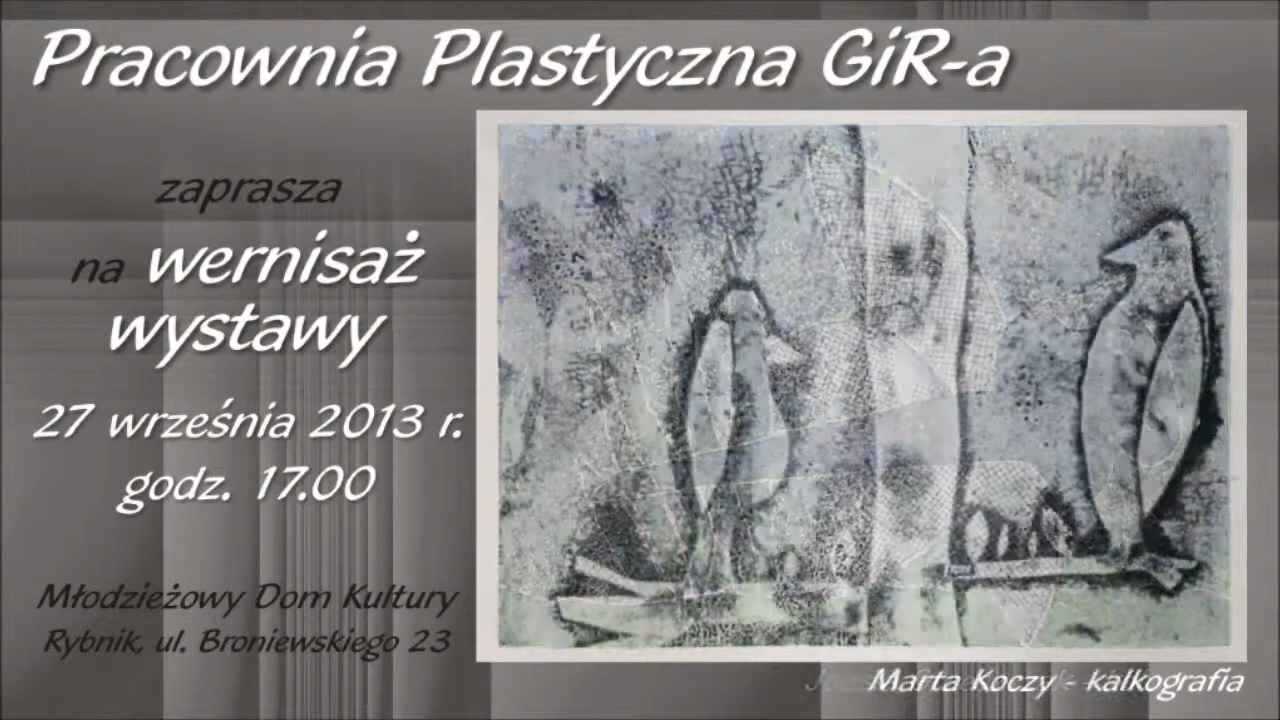 Pracownia Plastyczna GiR-a
zaprasza
na wernisaż
wystawy
27 września 2013 r.
godz. 17.00
Młodzieżowy Dom Kultury
Rybnik, ul. Broniewskiego 23
Marta Koczy - kalkografia